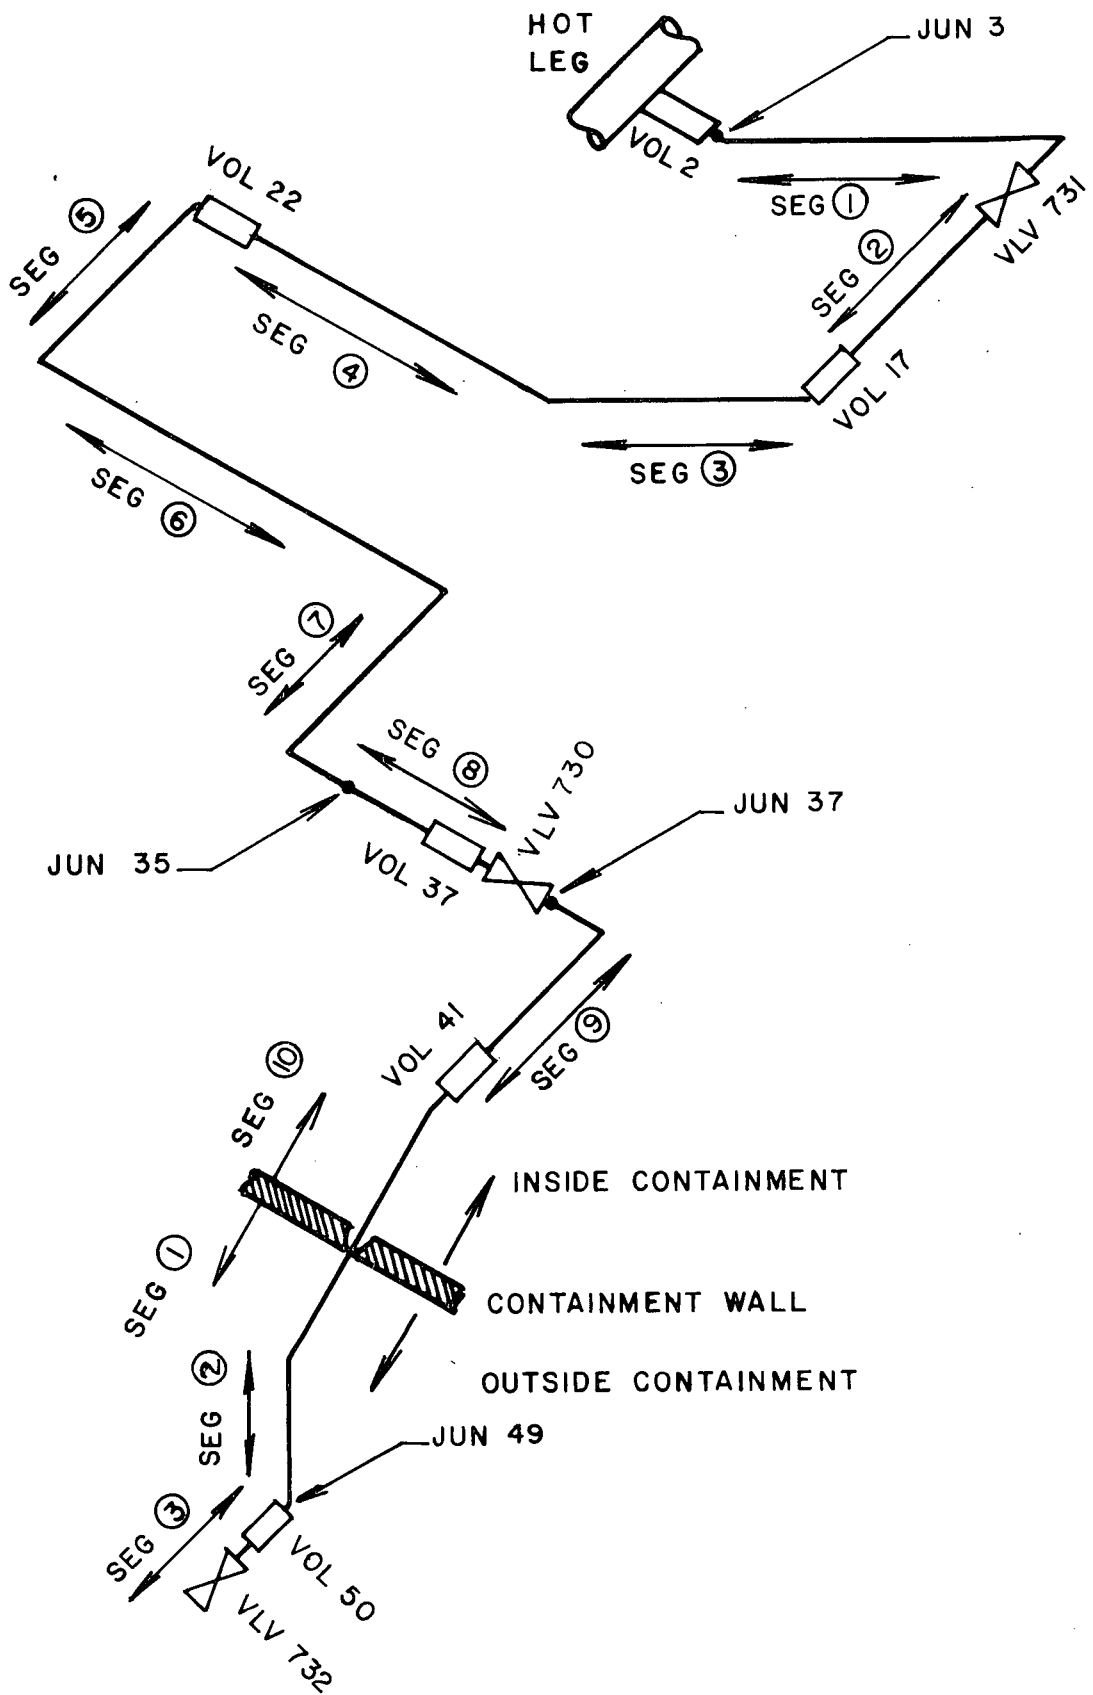 HOT
LEG
JUN 3
VOL 2
SEG 1
VLV 731
SEG 2
VOL 17
SEG 3
VOL 22
SEG 4
SEG 5
SEG 6
SEG 7
SEG 8
VLV 730
JUN 37
JUN 35
VOL 37
VOL 41
SEG 9
SEG 10
INSIDE CONTAINMENT
SEG 1
CONTAINMENT WALL
OUTSIDE CONTAINMENT
SEG 2
JUN 49
SEG 3
VOL 50
VLV 732